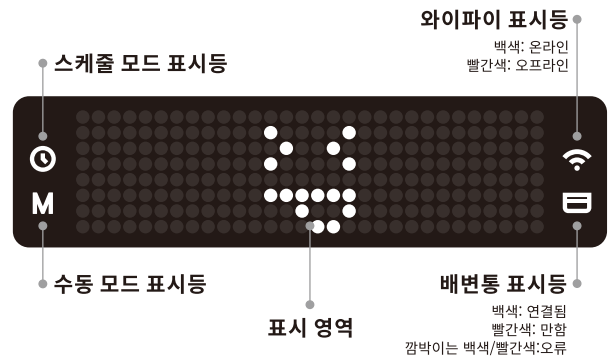 와이파이 표시등
백색: 온라인
빨간색: 오프라인
스케줄 모드 표시등
M
수동 모드 표시등
표시 영역
배변통 표시등
백색: 연결됨
빨간색: 만함
깜박이는 백색/빨간색:오류